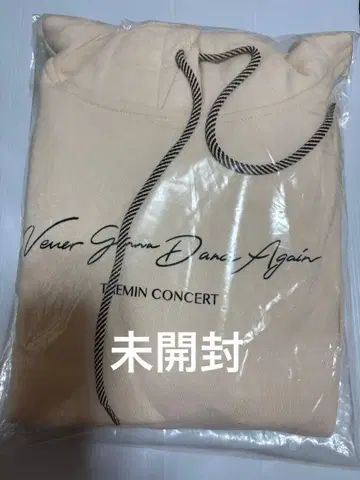 Never Gonna Dance Again
TAEMIN CONCERT
未開封